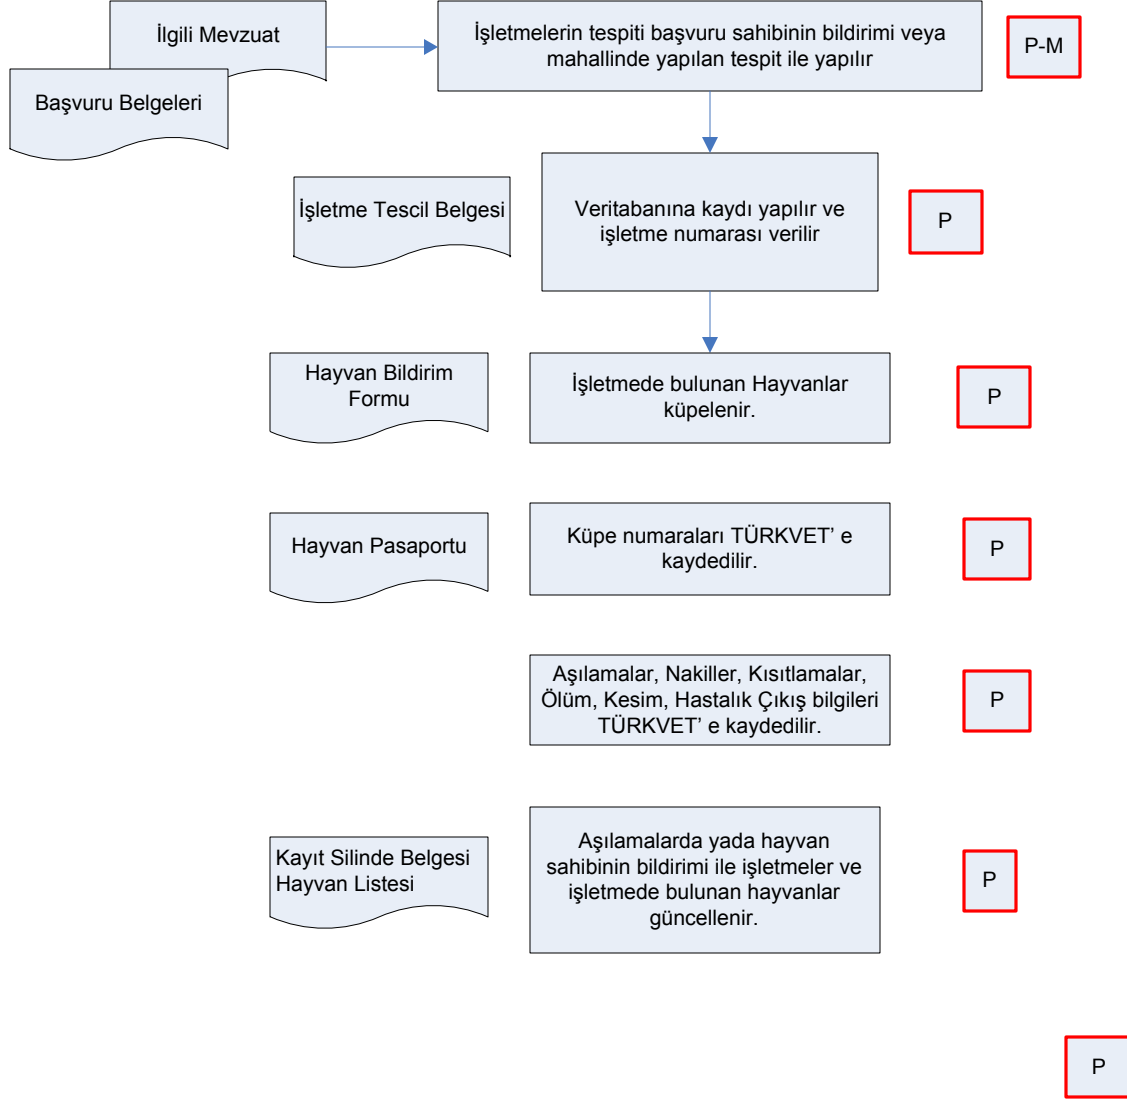 İlgili Mevzuat
Başvuru Belgeleri
İşletmelerin tespiti başvuru sahibinin bildirimi veya
mahallinde yapılan tespit ile yapılır
P-M
İşletme Tescil Belgesi
Veritabanına kaydı yapılır ve
işletme numarası verilir
P
Hayvan Bildirim
Formu
İşletmede bulunan Hayvanlar
küpelenir.
P
Hayvan Pasaportu
Küpe numaraları TÜRKVET’ e
kaydedilir.
P
Aşılamalar, Nakiller, Kısıtlamalar,
Ölüm, Kesim, Hastalık Çıkış bilgileri
TÜRKVET’ e kaydedilir.
P
Kayıt Silinde Belgesi
Hayvan Listesi
Aşılamalarda yada hayvan
sahibinin bildirimi ile işletmeler ve
işletmede bulunan hayvanlar
güncellenir.
P
P